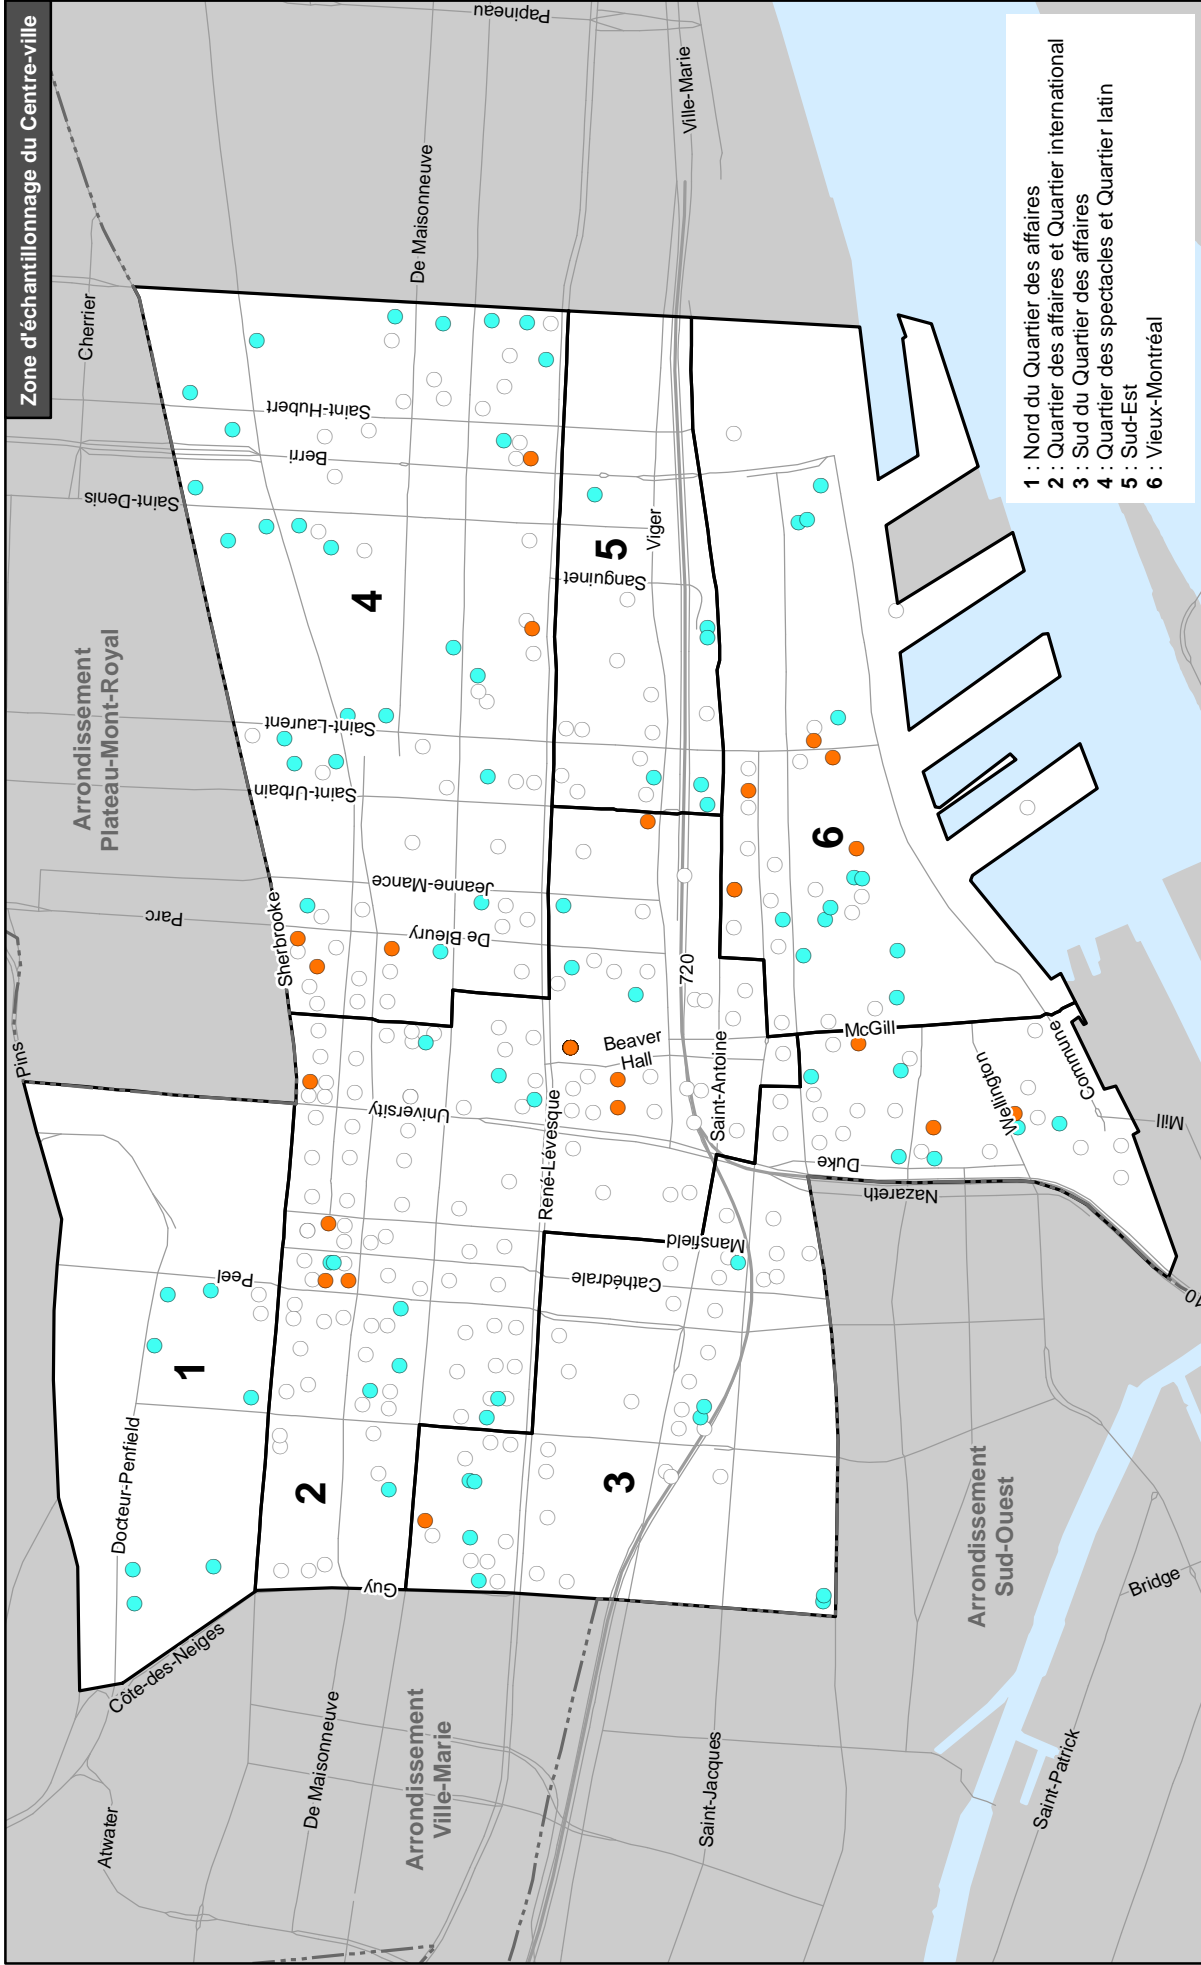 Zone d'échantillonnage du Centre-ville
1 : Nord du Quartier des affaires
2 : Quartier des affaires et Quartier international
3 : Sud du Quartier des affaires
4 : Quartier des spectacles et Quartier latin
5 : Sud-Est
6 : Vieux-Montréal
Arrondissement
Plateau-Mont-Royal
Arrondissement
Ville-Marie
Arrondissement
Sud-Ouest
1
2
3
4
5
6
Atwater
Côte-des-Neiges
Docteur-Penfield
Pins
Parc
Cherrier
Papineau
Peel
Sherbrooke
Saint-Denis
Berri
Saint-Hubert
De Maisonneuve
De Maisonneuve
Ville-Marie
Guy
University
De Bleury
Jeanne-Mance
Saint-Urbain
Saint-Laurent
Sanguinet
Viger
René-Lévesque
Beaver
Hall
720
Cathédrale
Mansfield
Saint-Antoine
Saint-Jacques
McGill
Duke
Nazareth
Wellington
Commune
Mill
10
Bridge
Saint-Patrick